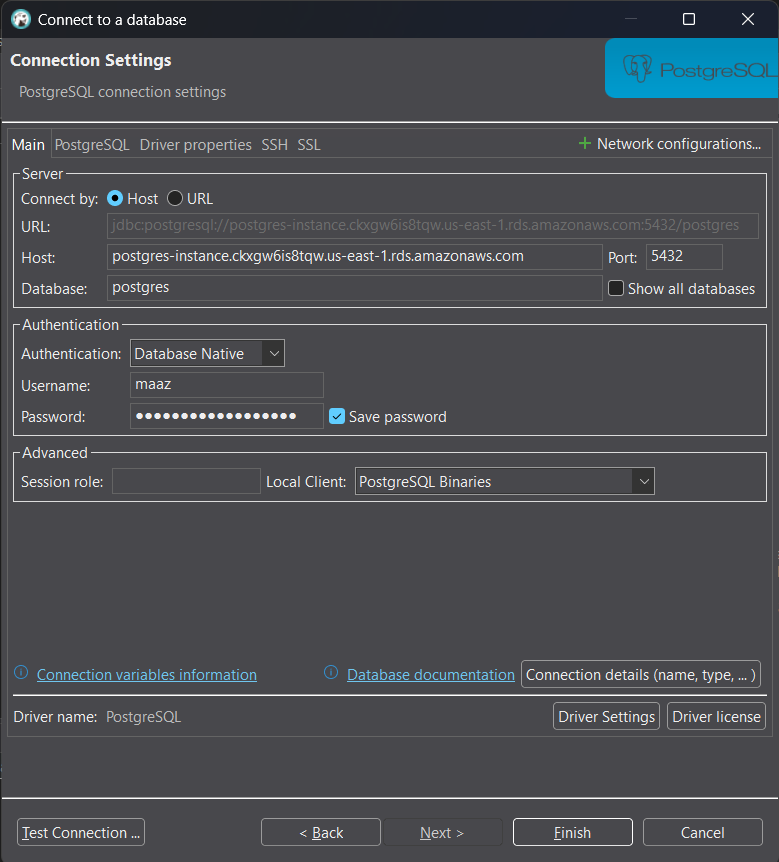 Connect to a database
Connection Settings
PostgreSQL connection settings
PostgreSQL
Main PostgreSQL Driver properties SSH SSL + Network configurations...
Server
Connect by: Host URL
URL: jdbc:postgresql://postgres-instance.ckxgw6is8tqw.us-east-1.rds.amazonaws.com:5432/postgres
Host: postgres-instance.ckxgw6is8tqw.us-east-1.rds.amazonaws.com Port: 5432
Database: postgres Show all databases
Authentication
Authentication: Database Native
Username: maaz
Password: •••••••••••••••••• Save password
Advanced
Session role: Local Client: PostgreSQL Binaries
Connection variables information Database documentation Connection details (name, type, ... )
Driver name: PostgreSQL Driver Settings Driver license
Test Connection ... < Back Next > Finish Cancel